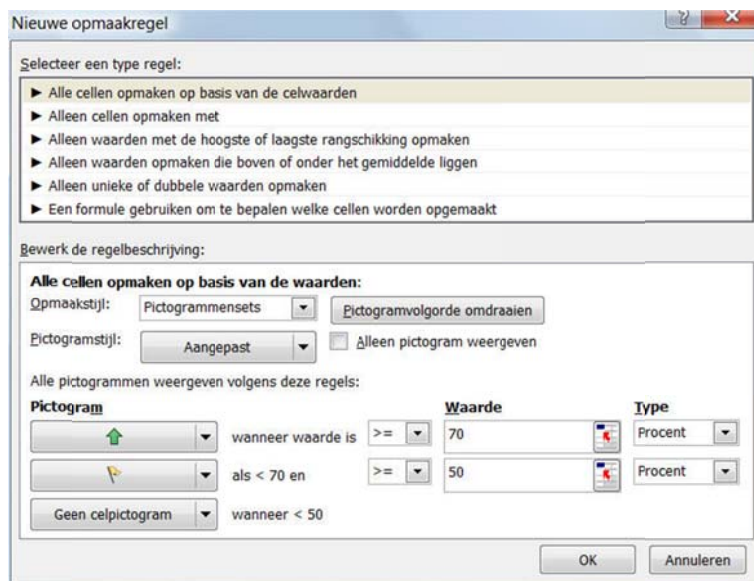 Nieuwe opmaakregel
Selecteer een type regel:
► Alle cellen opmaken op basis van de celwaarden
► Alleen cellen opmaken met
► Alleen waarden met de hoogste of laagste rangschikking opmaken
► Alleen waarden opmaken die boven of onder het gemiddelde liggen
► Alleen unieke of dubbele waarden opmaken
► Een formule gebruiken om te bepalen welke cellen worden opgemaakt
Bewerk de regelbeschrijving:
Alle cellen opmaken op basis van de waarden:
Opmaakstijl: Pictogrammensets Pictogramvolgorde omdraaien
Pictogramstijl: Aangepast Alleen pictogram weergeven
Alle pictogrammen weergeven volgens deze regels:
Pictogram Waarde Type
wanneer waarde is >= 70 Procent
als < 70 en >= 50 Procent
Geen celpictogram wanneer < 50
OK Annuleren